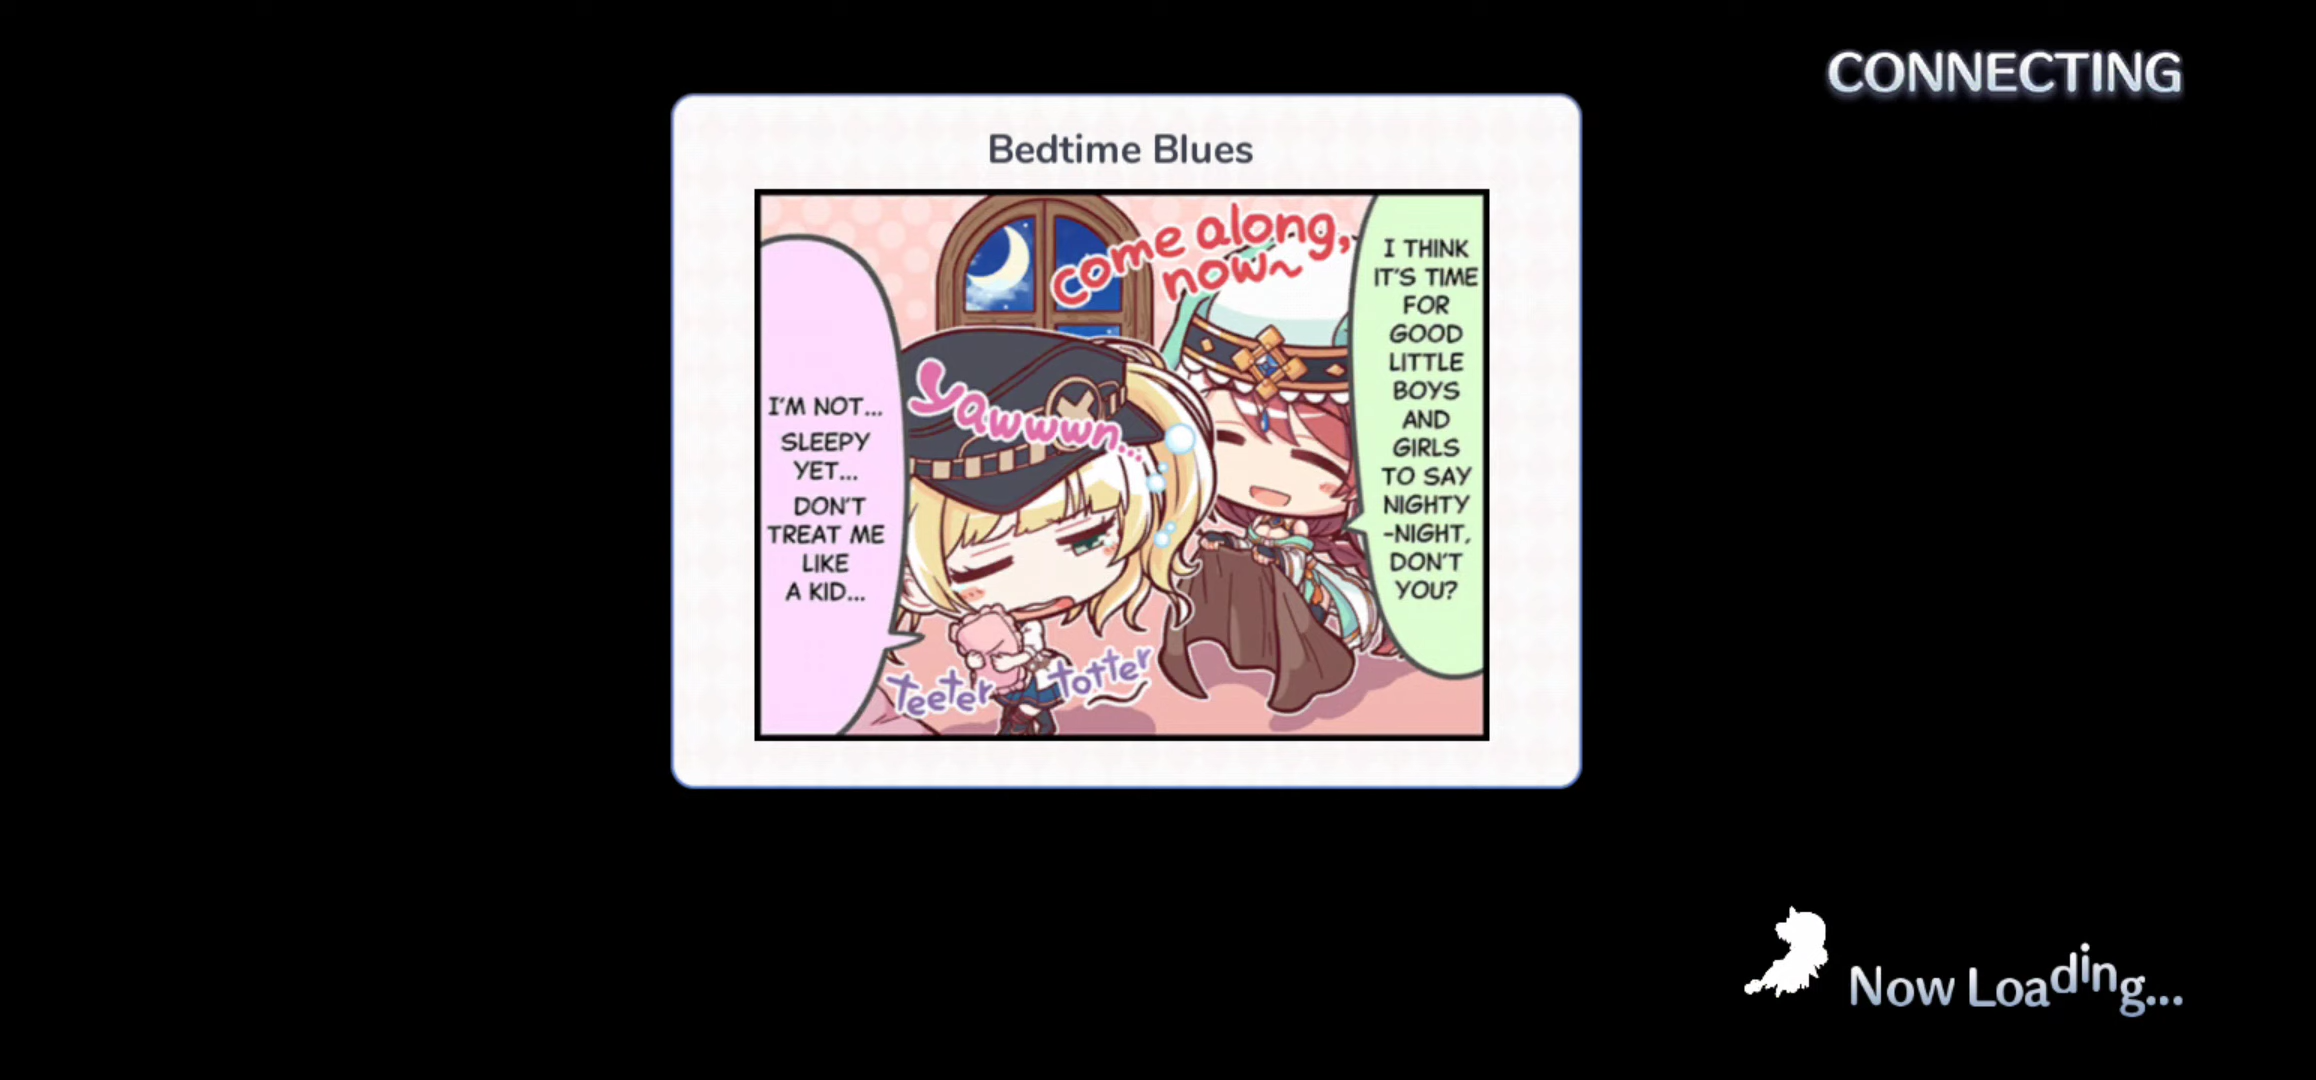 CONNECTING
Bedtime Blues
come along,
now~
I THINK
IT'S TIME
FOR
GOOD
LITTLE
BOYS
AND
GIRLS
TO SAY
NIGHTY
-NIGHT,
DON'T
YOU?
yawwwn...
I'M NOT...
SLEEPY
YET...
DON'T
TREAT ME
LIKE
A KID...
teeter
totter
Now Loading...